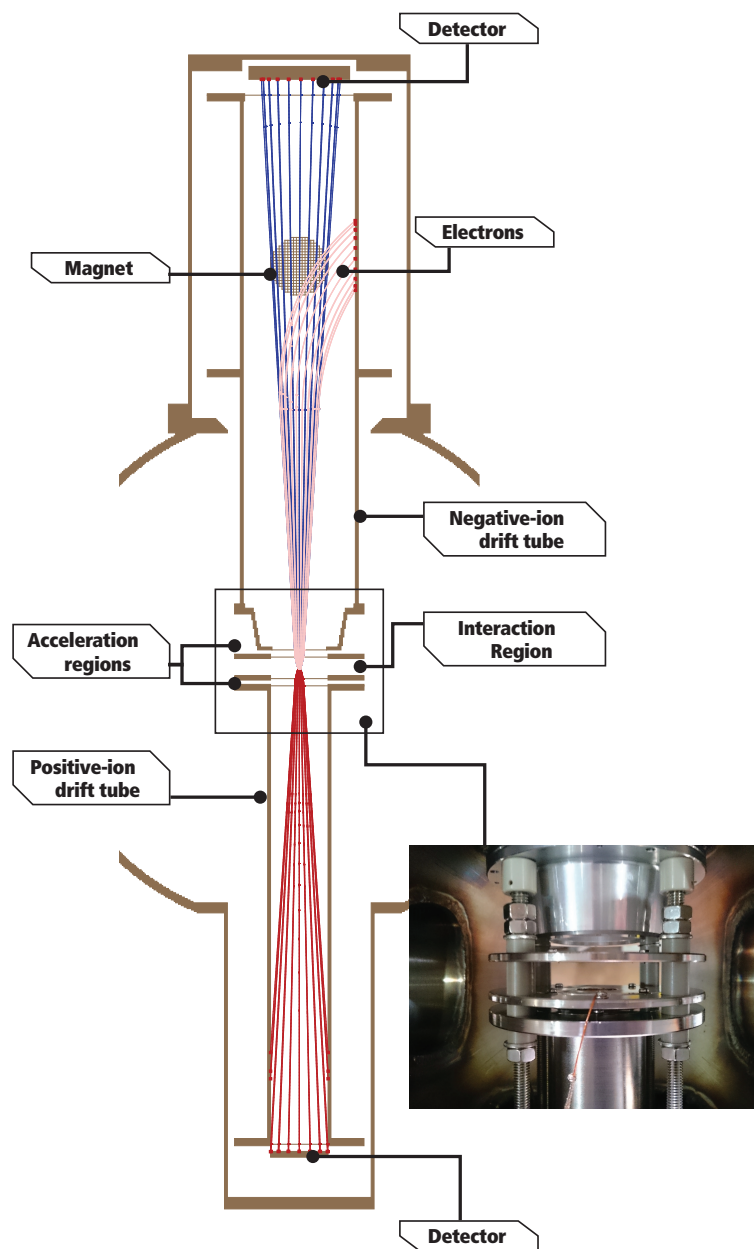 Detector
Magnet
Electrons
Negative-ion
drift tube
Acceleration
regions
Interaction
Region
Positive-ion
drift tube
Detector